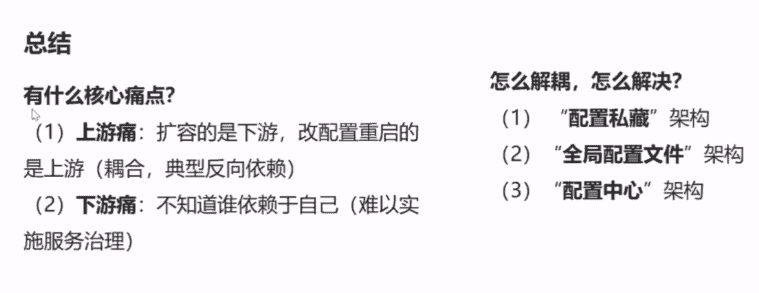 总结
有什么核心痛点？
（1）上游痛：扩容的是下游，改配置重启的
是上游（耦合，典型反向依赖）
（2）下游痛：不知道谁依赖于自己（难以实
施服务治理）
怎么解耦，怎么解决？
（1）“配置私藏”架构
（2）“全局配置文件”架构
（3）“配置中心”架构